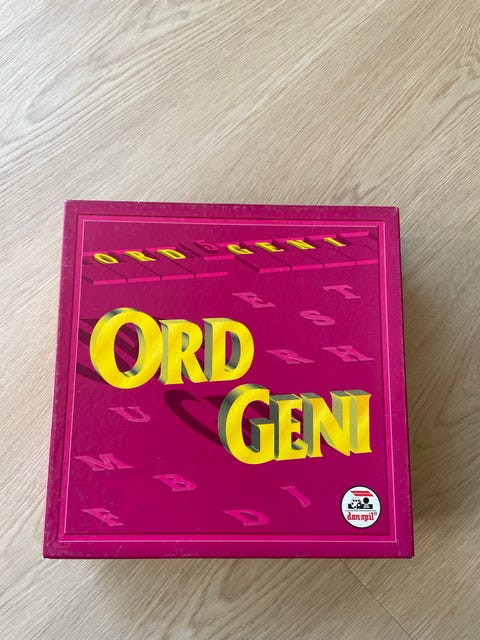 ORD GENI
E S T
R H
ORD
GENI
U
M
B
D I
dan spil®